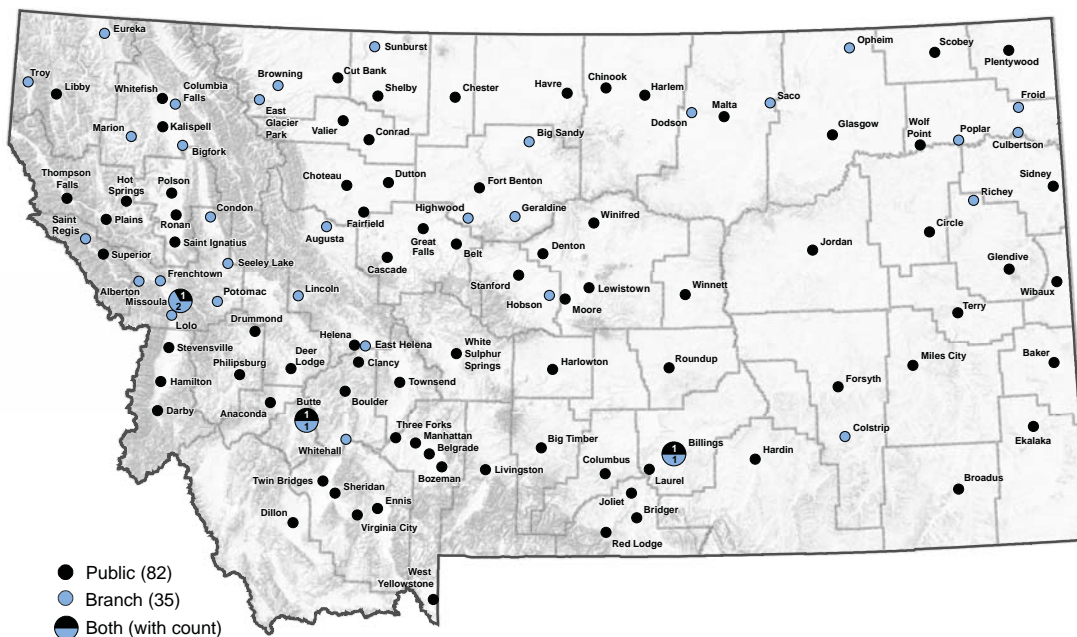 Eureka
Sunburst
Opheim
Scobey
Plentywood
Troy
Libby
Whitefish
Columbia
Falls
Browning
Cut Bank
Shelby
Chester
Havre
Chinook
Harlem
Dodson
Malta
Saco
Froid
East
Glacier
Park
Marion
Kalispell
Valier
Conrad
Big Sandy
Glasgow
Wolf
Point
Poplar
Culbertson
Bigfork
Thompson
Falls
Hot
Springs
Polson
Choteau
Dutton
Fort Benton
Sidney
Richey
Plains
Ronan
Condon
Fairfield
Highwood
Geraldine
Winifred
Circle
Saint
Regis
Saint Ignatius
Augusta
Great
Falls
Belt
Denton
Jordan
Superior
Seeley Lake
Cascade
Stanford
Lewistown
Winnett
Glendive
Wibaux
Alberton
Frenchtown
Missoula
1
2
Potomac
Lincoln
Hobson
Moore
Terry
Lolo
Drummond
Stevensville
Helena
East Helena
White
Sulphur
Springs
Harlowton
Roundup
Miles City
Baker
Philipsburg
Deer
Lodge
Clancy
Townsend
Hamilton
Forsyth
Darby
Anaconda
Butte
1
1
Boulder
Whitehall
Three Forks
Manhattan
Belgrade
Bozeman
Livingston
Big Timber
Columbus
Billings
1
1
Laurel
Hardin
Colstrip
Ekalaka
Twin Bridges
Sheridan
Ennis
Virginia City
Dillon
Joliet
Bridger
Red Lodge
Broadus
West
Yellowstone
Public (82)
Branch (35)
Both (with count)